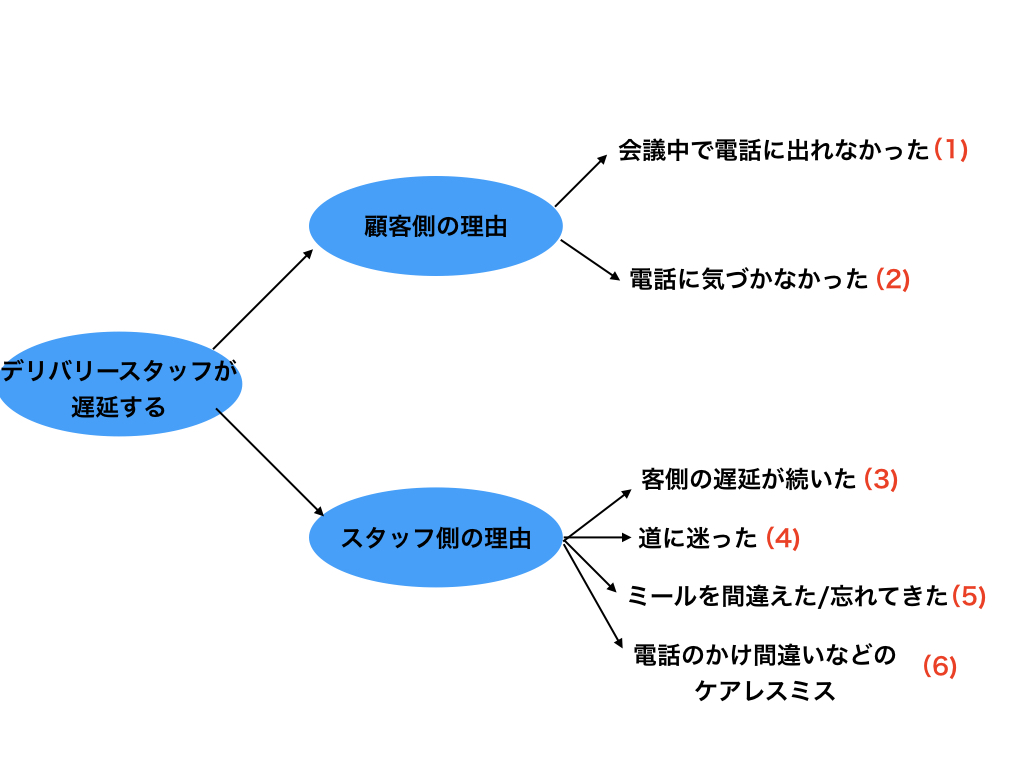 会議中で電話に出れなかった(1)
顧客側の理由
電話に気づかなかった (2)
デリバリースタッフが
遅延する
客側の遅延が続いた (3)
スタッフ側の理由
道に迷った (4)
ミールを間違えた/忘れてきた(5)
電話のかけ間違いなどの
ケアレスミス
(6)